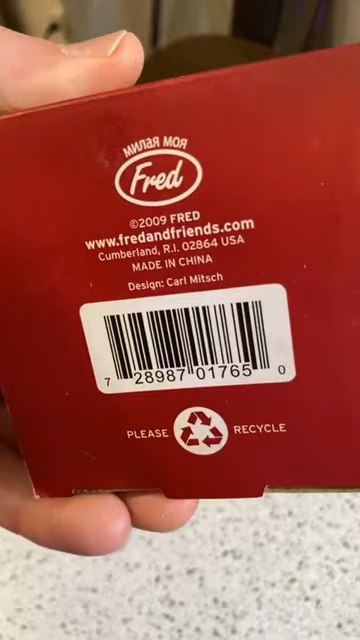 МИЛАЯ МОЯ
Fred
©2009 FRED
www.fredandfriends.com
Cumberland, R.I. 02864 USA
MADE IN CHINA
Design: Carl Mitsch
7 28987 01765 0
PLEASE RECYCLE